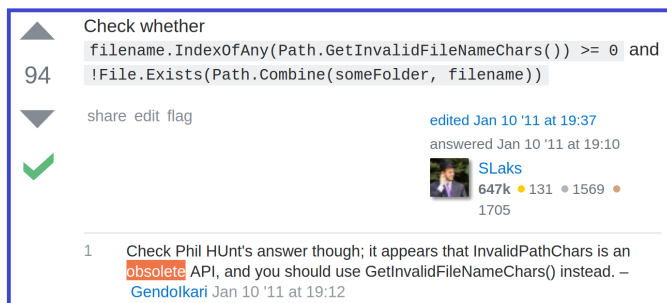 Check whether
filename.IndexOfAny(Path.GetInvalidFileNameChars()) >= 0 and
94
!File.Exists(Path.Combine(someFolder, filename))
share edit flag
edited Jan 10 '11 at 19:37
answered Jan 10 '11 at 19:10
SLaks
647k 131 1569
1705
1 Check Phil HUnt's answer though; it appears that InvalidPathChars is an
obsolete API, and you should use GetInvalidFileNameChars() instead. –
Gendolkari Jan 10 '11 at 19:12